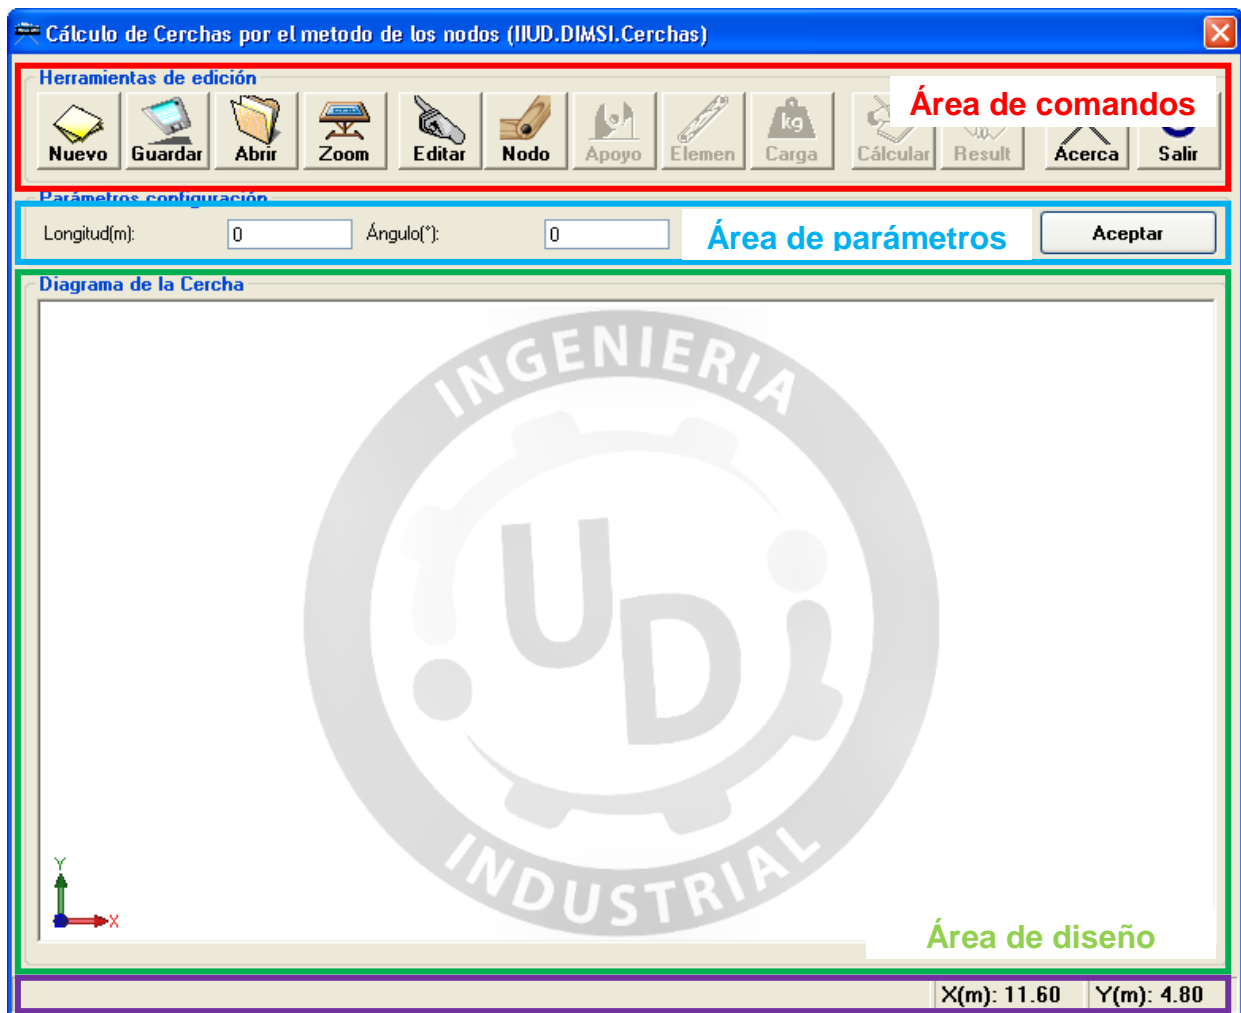 Cálculo de Cerchas por el metodo de los nodos (IIUD.DIMSI.Cerchas)
Herramientas de edición
Área de comandos
Nuevo Guardar Abrir Zoom Editar Nodo Apoyo Elemen Carga Cálcular Result Acerca Salir
Parámetros configuración
Longitud(m): 0 Ángulo(°): 0 Área de parámetros Aceptar
Diagrama de la Cercha
INGENIERIA
UD
INDUSTRIAL
Y
X
Área de diseño
X(m): 11.60 Y(m): 4.80